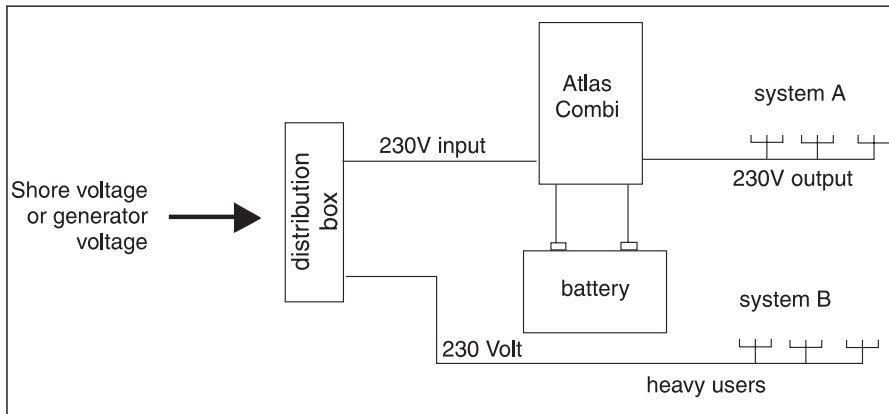 Shore voltage
or generator
voltage
distribution
box
230V input
Atlas
Combi
system A
230V output
battery
system B
230 Volt
heavy users